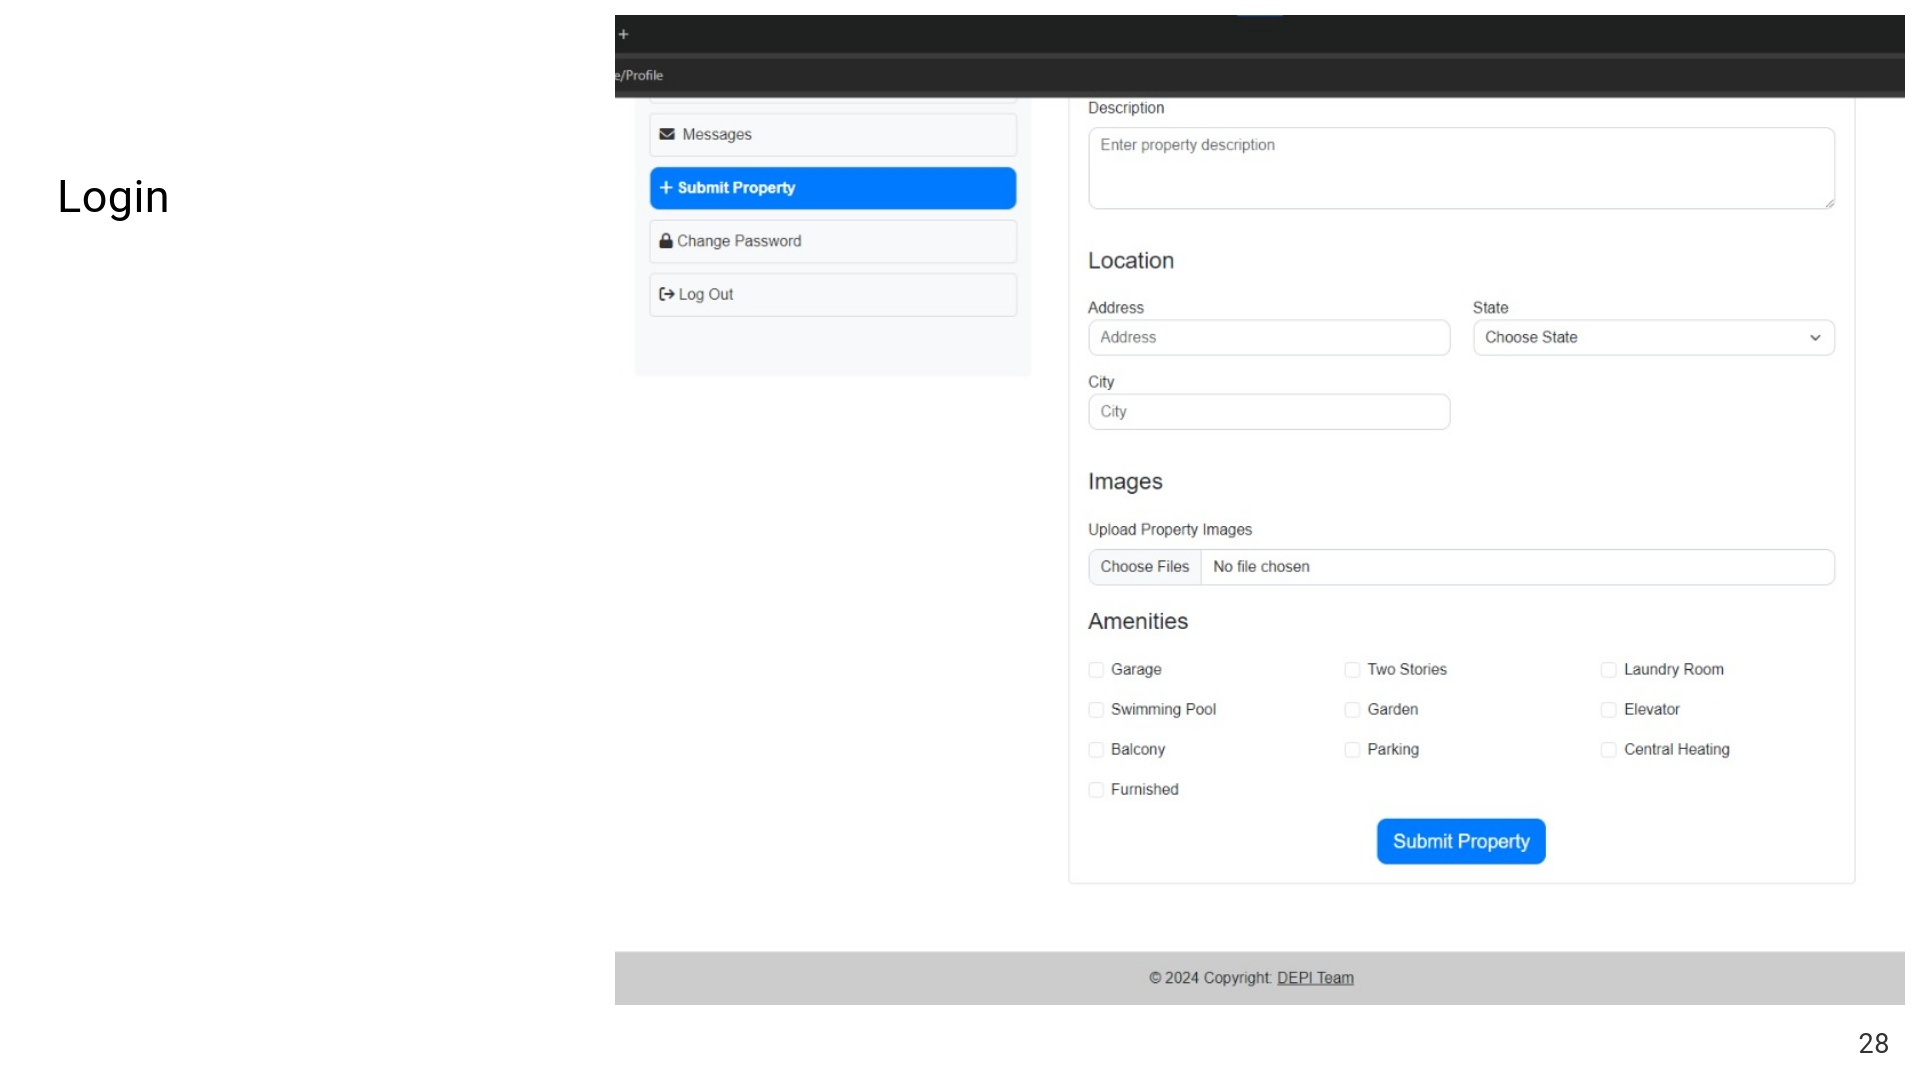 Login
+
e/Profile
Messages
+ Submit Property
Change Password
Log Out
Description
Enter property description
Location
Address
State
Address
Choose State
City
City
Images
Upload Property Images
Choose Files No file chosen
Amenities
Garage Two Stories Laundry Room
Swimming Pool Garden Elevator
Balcony Parking Central Heating
Furnished
Submit Property
© 2024 Copyright: DEPI Team
28